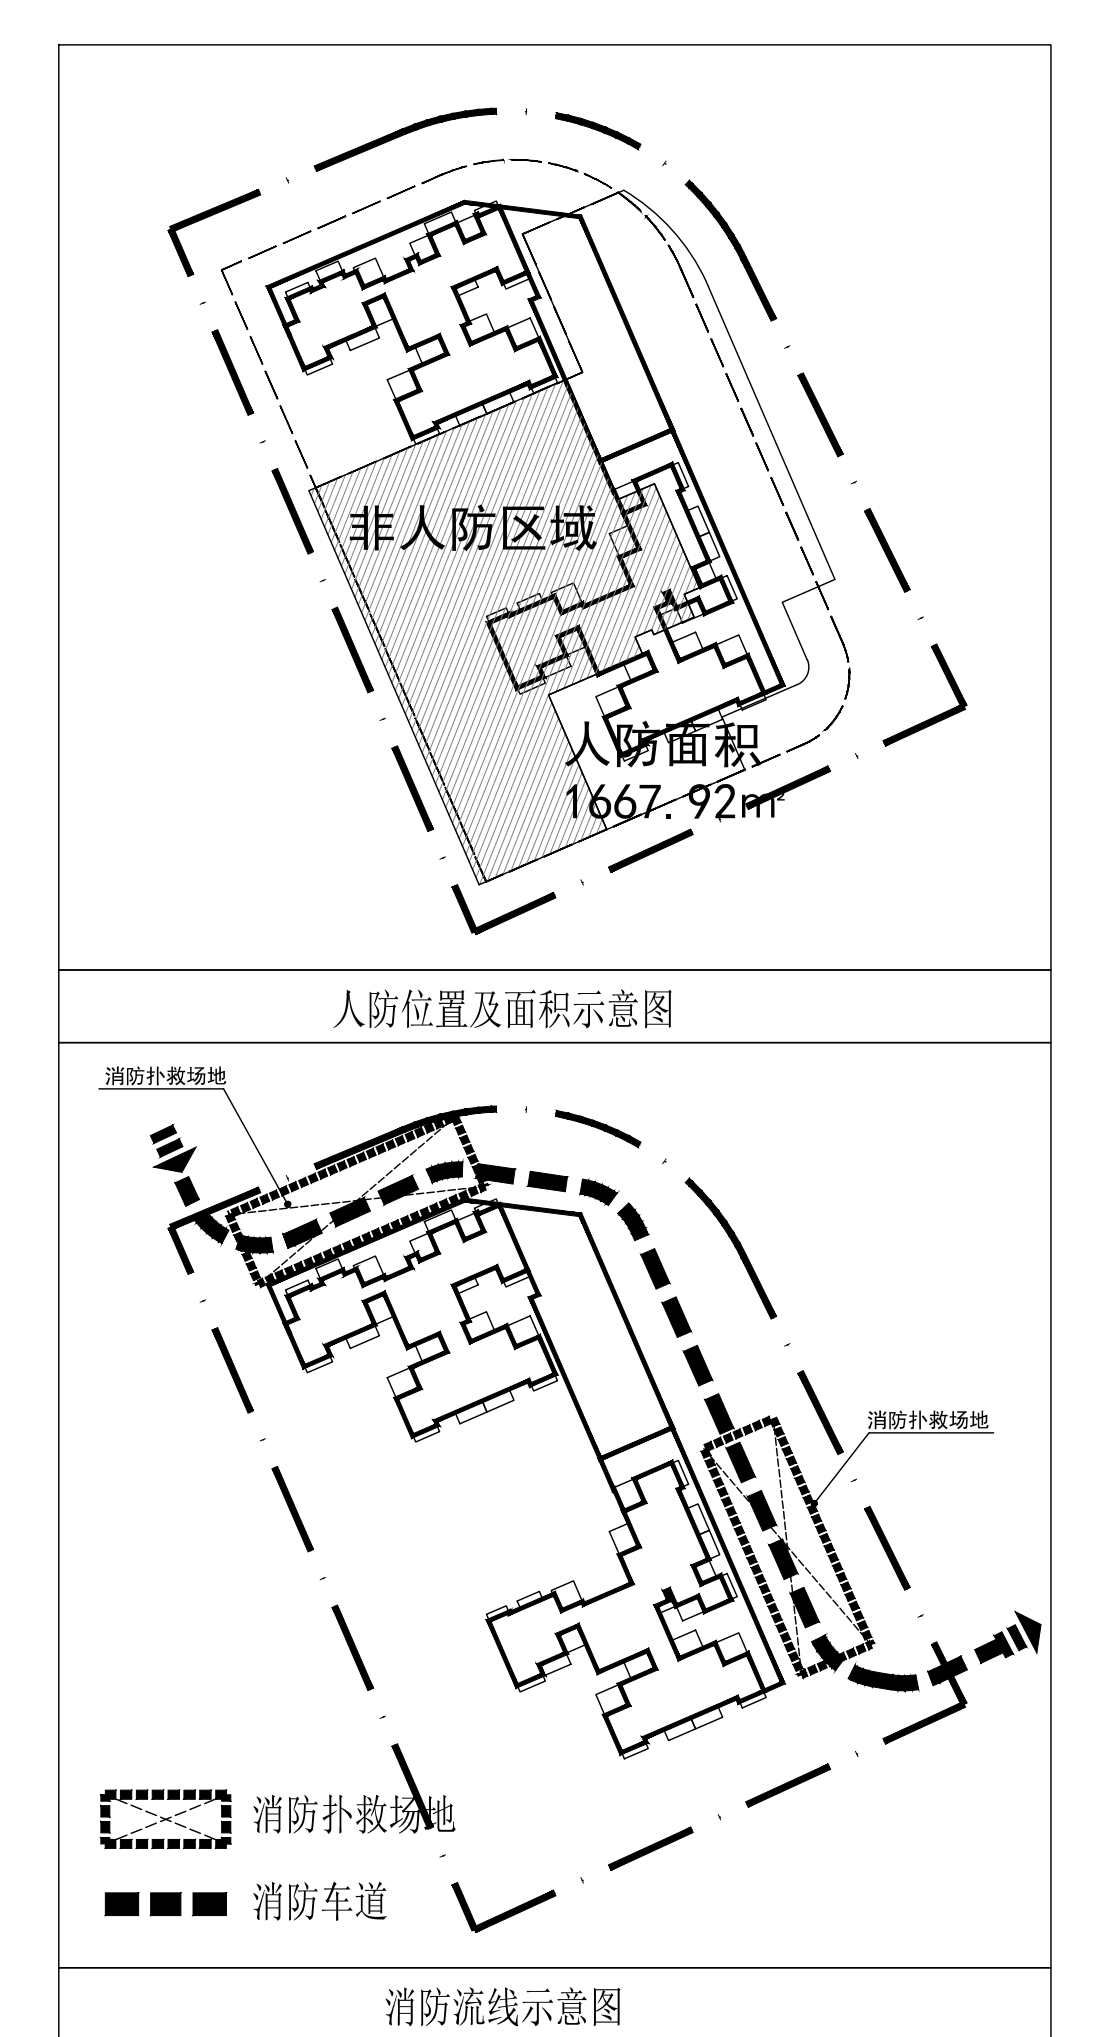 非人防区域
人防面积
1667.92m²
人防位置及面积示意图
消防扑救场地
消防扑救场地
消防扑救场地
消防车道
消防流线示意图